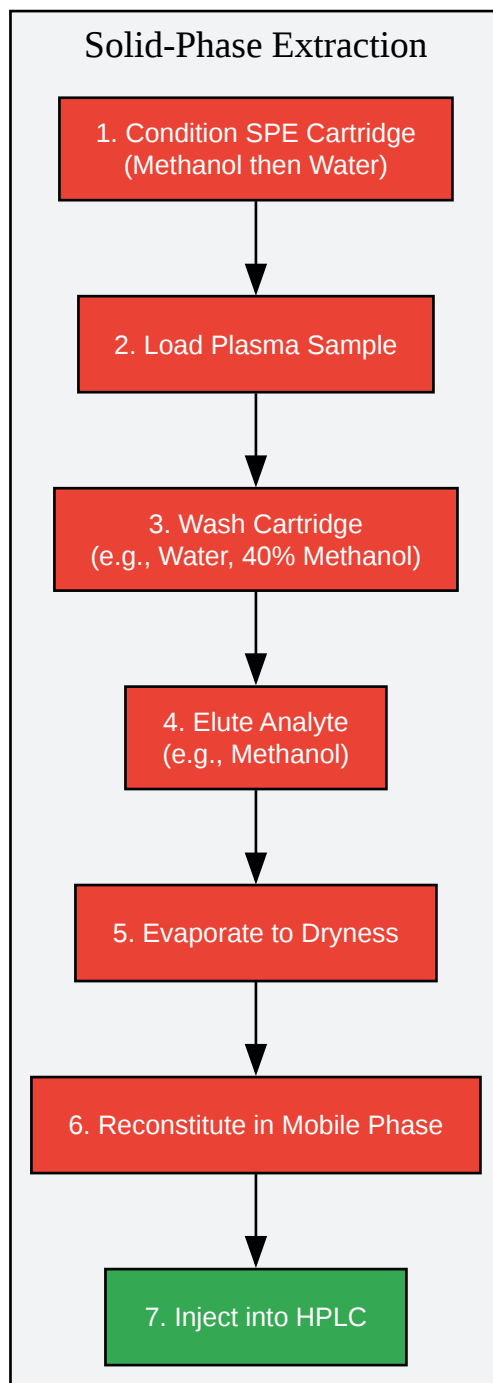 Solid-Phase Extraction
1. Condition SPE Cartridge
(Methanol then Water)
2. Load Plasma Sample
3. Wash Cartridge
(e.g., Water, 40% Methanol)
4. Elute Analyte
(e.g., Methanol)
5. Evaporate to Dryness
6. Reconstitute in Mobile Phase
7. Inject into HPLC